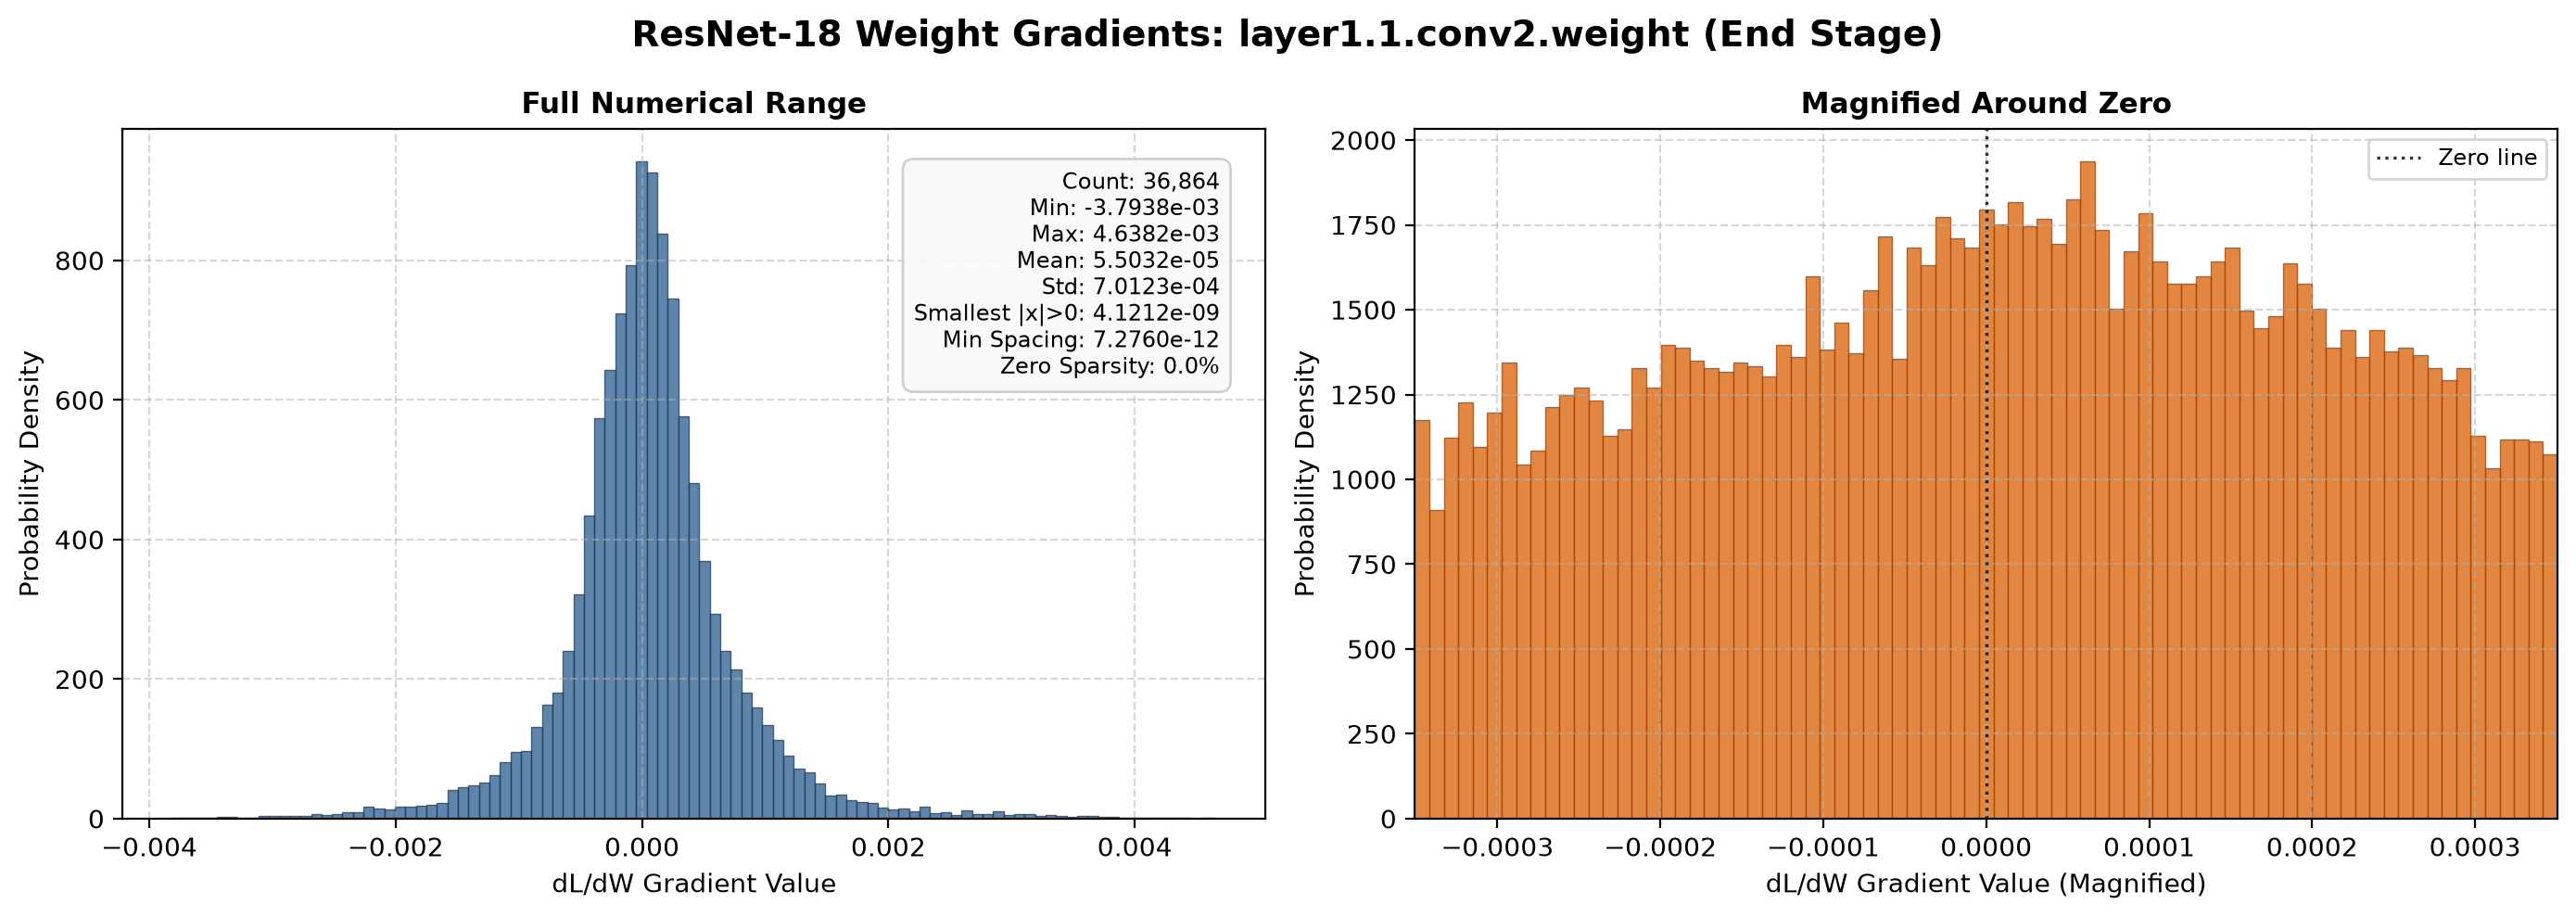 ResNet-18 Weight Gradients: layer1.1.conv2.weight (End Stage)
Full Numerical Range
Probability Density
800
600
400
200
0
−0.004
−0.002
0.000
0.002
0.004
dL/dW Gradient Value
Count: 36,864
Min: -3.7938e-03
Max: 4.6382e-03
Mean: 5.5032e-05
Std: 7.0123e-04
Smallest |x|>0: 4.1212e-09
Min Spacing: 7.2760e-12
Zero Sparsity: 0.0%
Magnified Around Zero
Probability Density
2000
1750
1500
1250
1000
750
500
250
0
−0.0003
−0.0002
−0.0001
0.0000
0.0001
0.0002
0.0003
dL/dW Gradient Value (Magnified)
Zero line